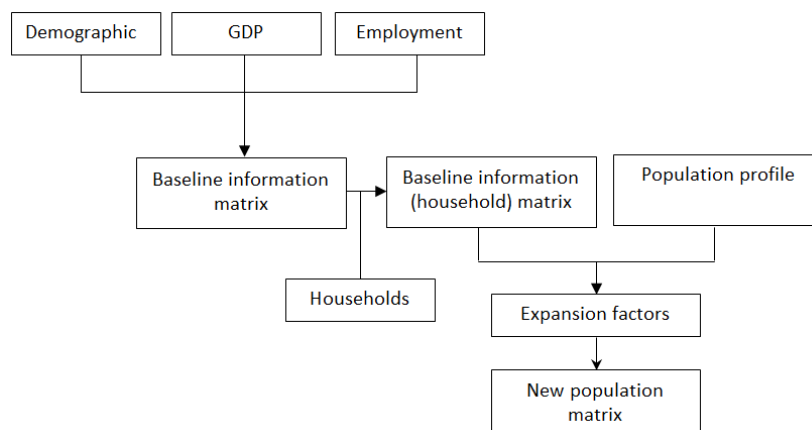 Demographic
GDP
Employment
Baseline information
matrix
Baseline information
(household) matrix
Population profile
Households
Expansion factors
New population
matrix